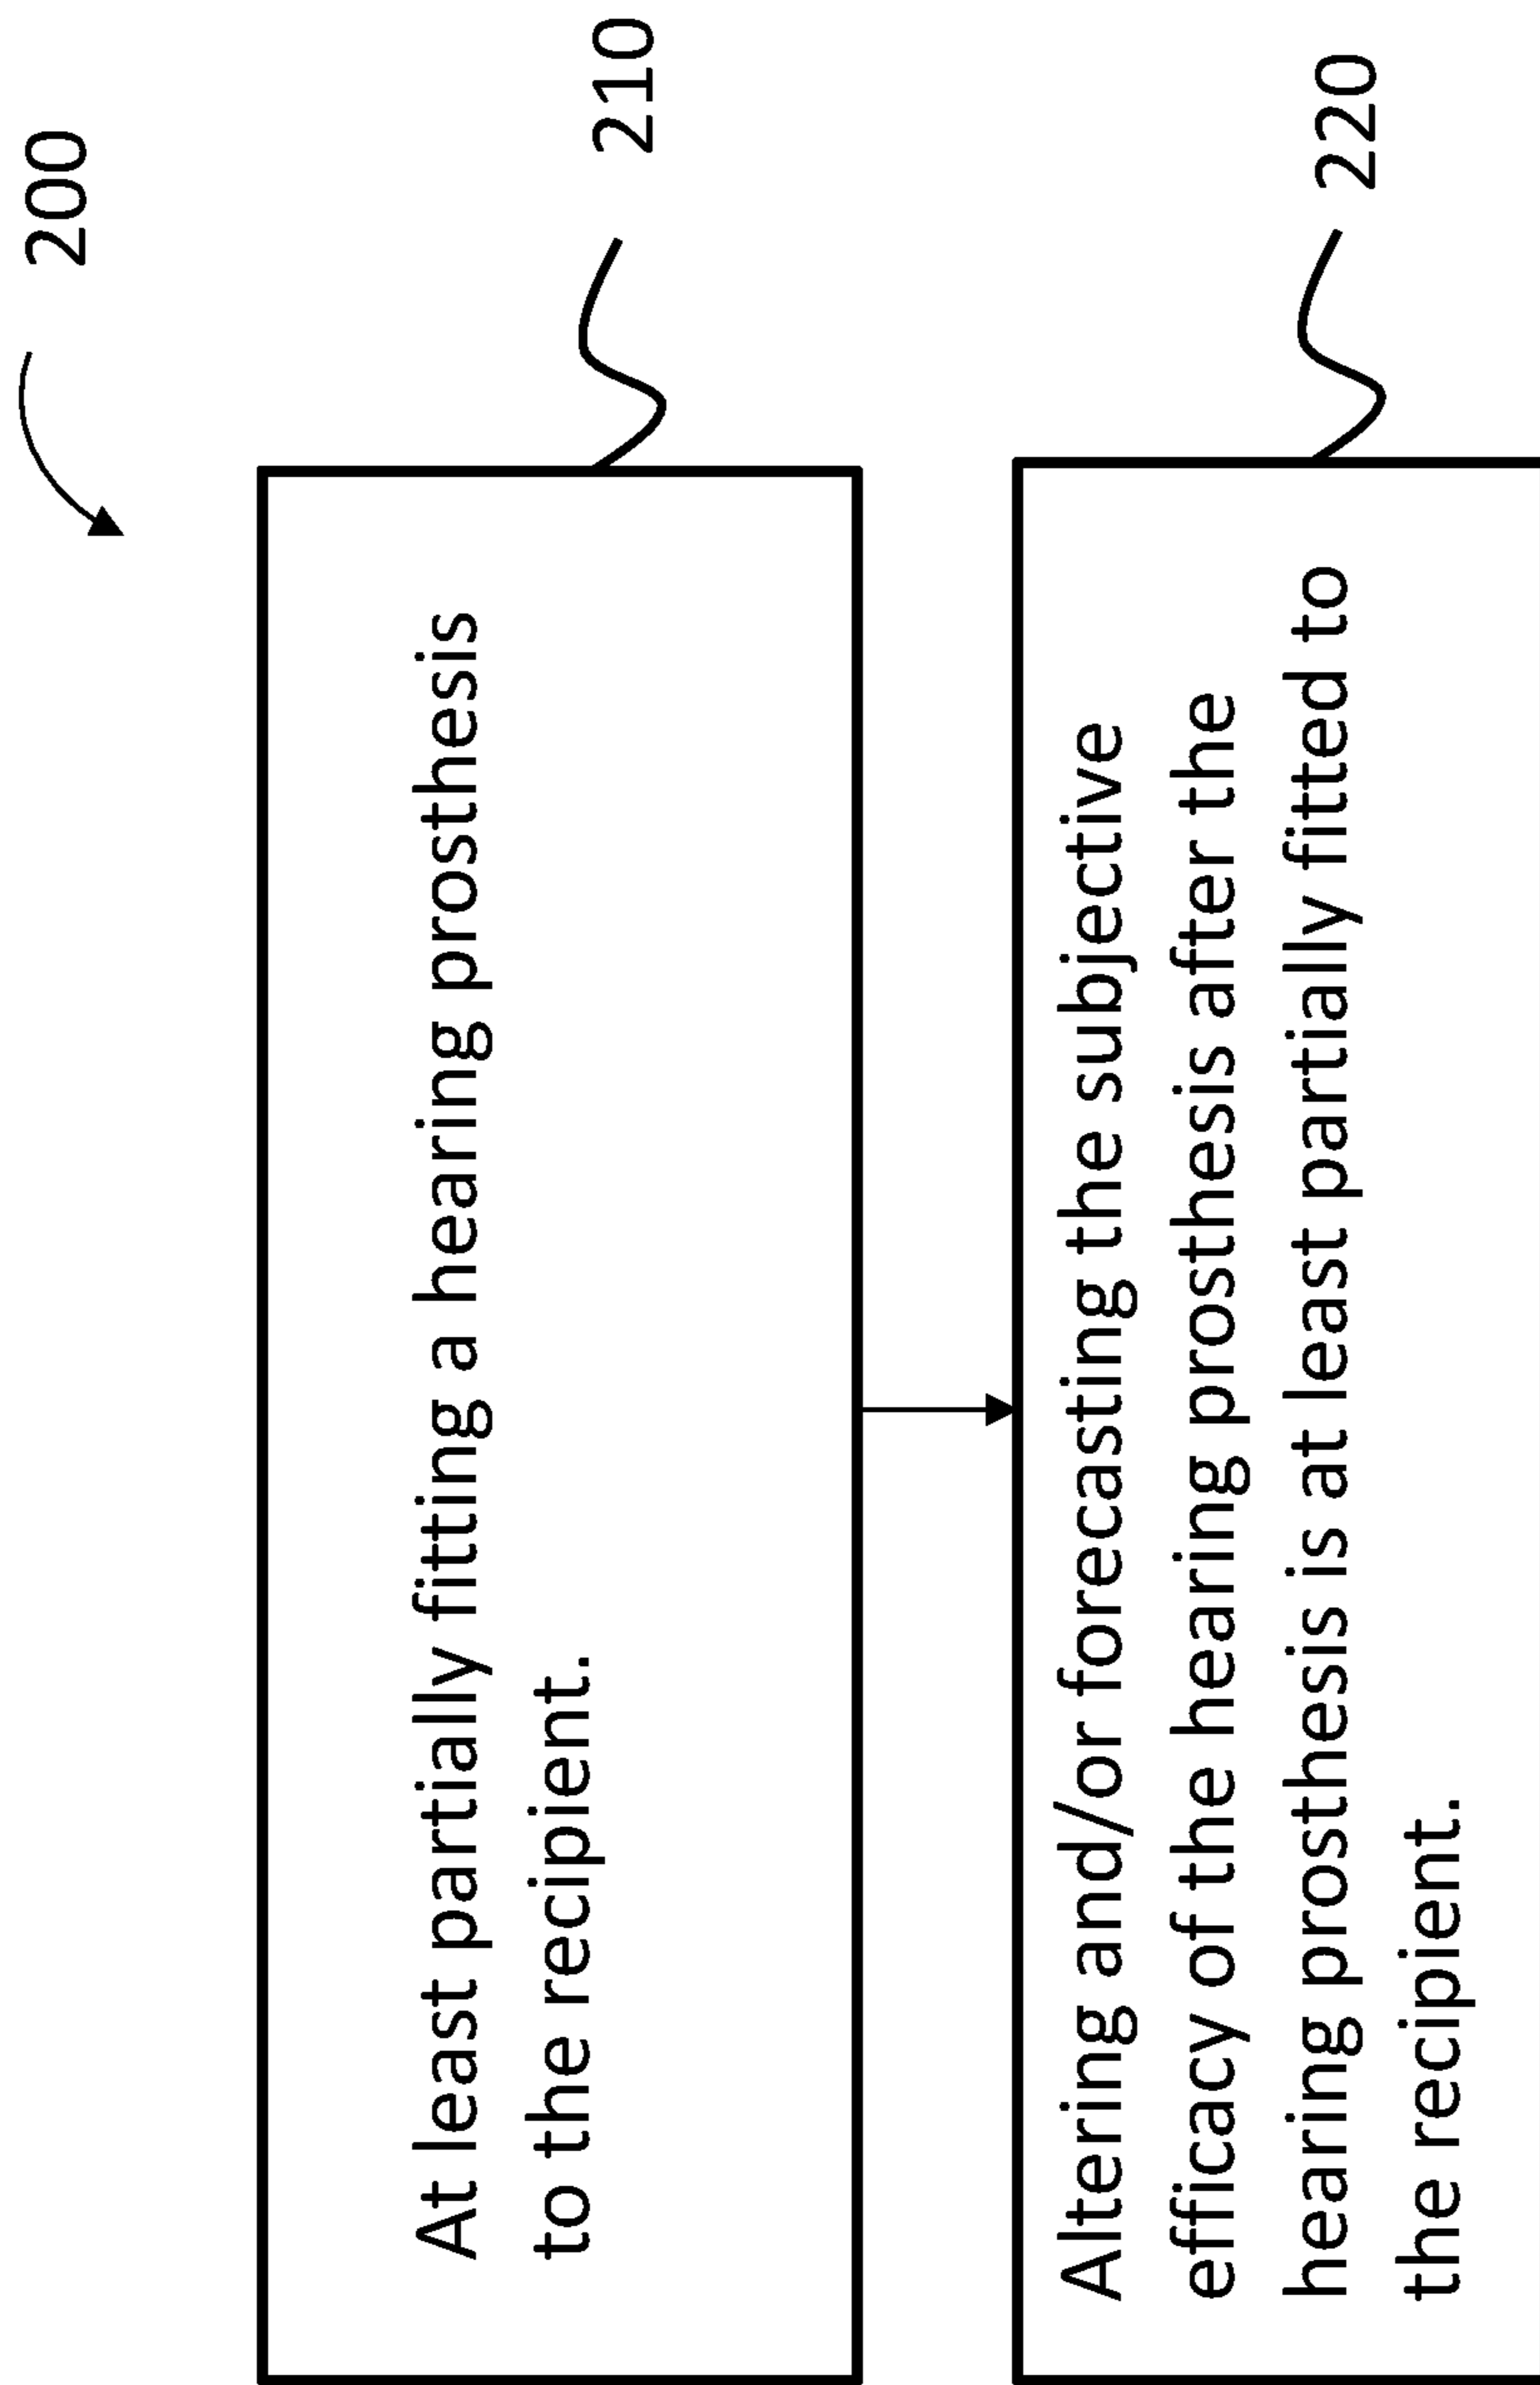 200
At least partially fitting a hearing prosthesis
to the recipient.
210
Altering and/or forecasting the subjective
efficacy of the hearing prosthesis after the
hearing prosthesis is at least partially fitted to
the recipient.
220